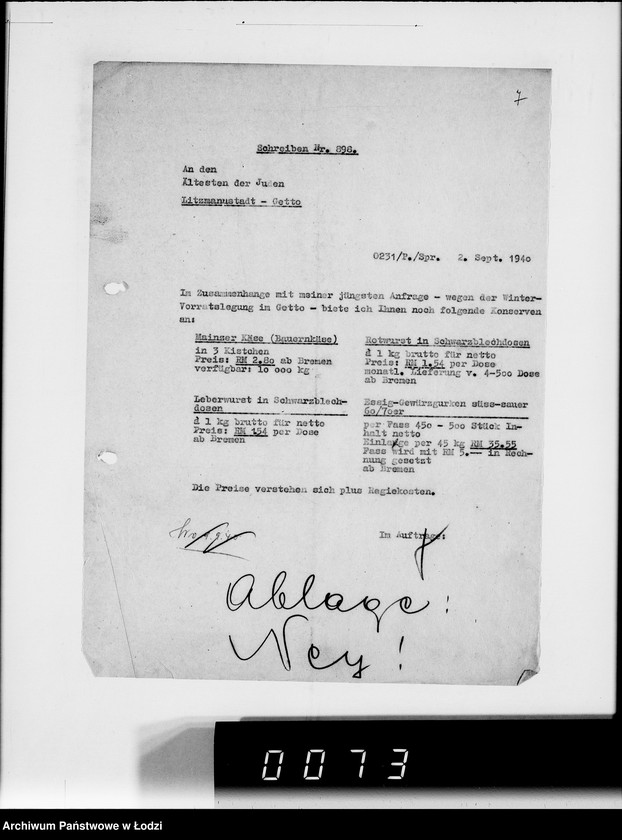 7
Schreiben Nr. 898.
An den
Ältesten der Juden
Litzmannstadt - Getto
0231/P./Spr. 2. Sept. 1940
Im Zusammenhange mit meiner jüngsten Anfrage - wegen der Winter-
Vorratslegung im Getto - biete ich Ihnen noch folgende Konserven
an:
Mainzer Käse (Bauernkäse)
in 3 Kistchen
Preis: RM 2.80 ab Bremen
verfügbar: 10 000 kg
Rotwurst in Schwarzblechdosen
à 1 kg brutto für netto
Preis: RM 1.54 per Dose
monatl. Lieferung v. 4-500 Dose
ab Bremen
Leberwurst in Schwarzblech-
dosen
à 1 kg brutto für netto
Preis: RM 154 per Dose
ab Bremen
Essig-Gewürzgurken süss-sauer
60/70er
per Fass 450 - 500 Stück In-
halt netto
Einlage per 45 kg RM 35.55
Fass wird mit RM 5.-- in Rech-
nung gesetzt
ab Bremen
Die Preise verstehen sich plus Regiekosten.
Im Auftrage:
Ablage!
Ney!
0073
Archiwum Państwowe w Łodzi